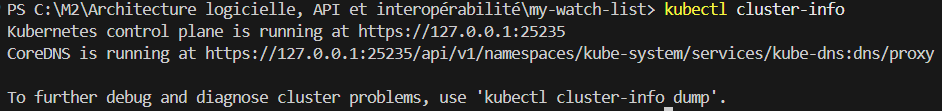 PS C:\M2\Architecture logicielle, API et interopérabilité\my-watch-list> kubectl cluster-info
Kubernetes control plane is running at https://127.0.0.1:25235
CoreDNS is running at https://127.0.0.1:25235/api/v1/namespaces/kube-system/services/kube-dns:dns/proxy
To further debug and diagnose cluster problems, use 'kubectl cluster-info dump'.